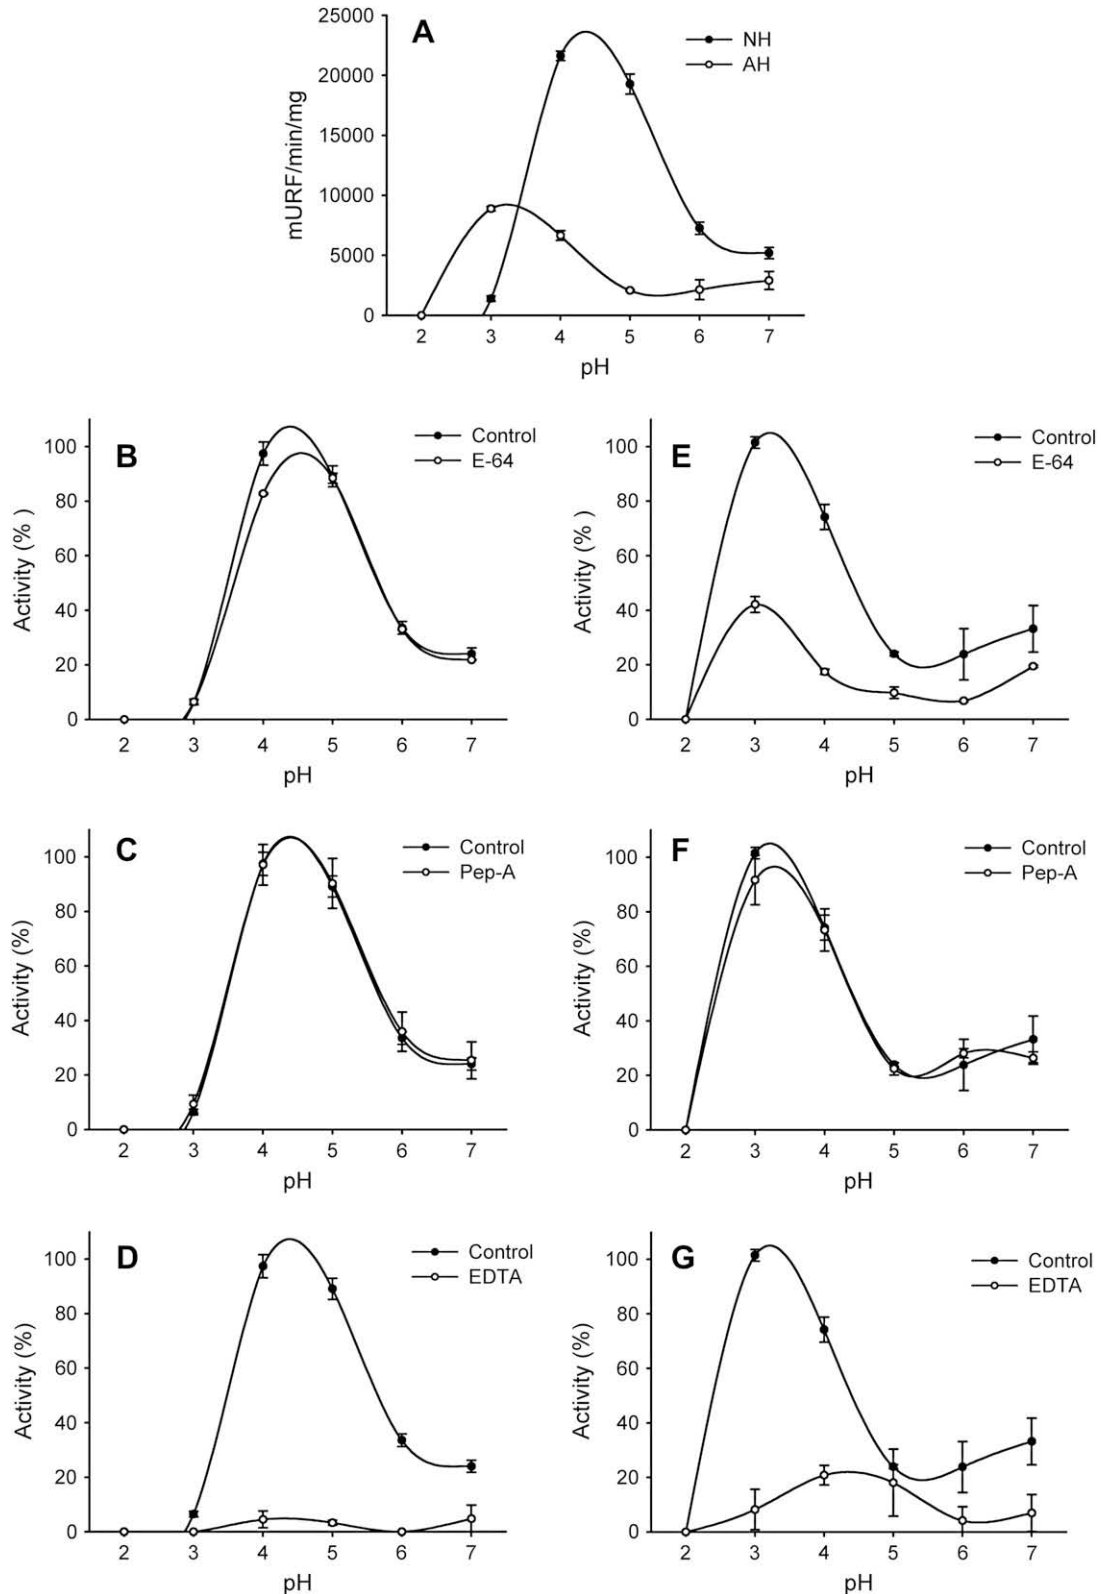 A
NH
AH
25000
20000
15000
10000
5000
0
mURF/min/mg
2 3 4 5 6 7
pH
B
Control
E-64
100
80
60
40
20
0
Activity (% )
2 3 4 5 6 7
pH
E
Control
E-64
100
80
60
40
20
0
Activity (% )
2 3 4 5 6 7
pH
C
Control
Pep-A
100
80
60
40
20
0
Activity (%)
2 3 4 5 6 7
pH
F
Control
Pep-A
100
80
60
40
20
0
Activity (%)
2 3 4 5 6 7
pH
D
Control
EDTA
100
80
60
40
20
0
Activity (%)
2 3 4 5 6 7
pH
G
Control
EDTA
100
80
60
40
20
0
Activity (%)
2 3 4 5 6 7
pH